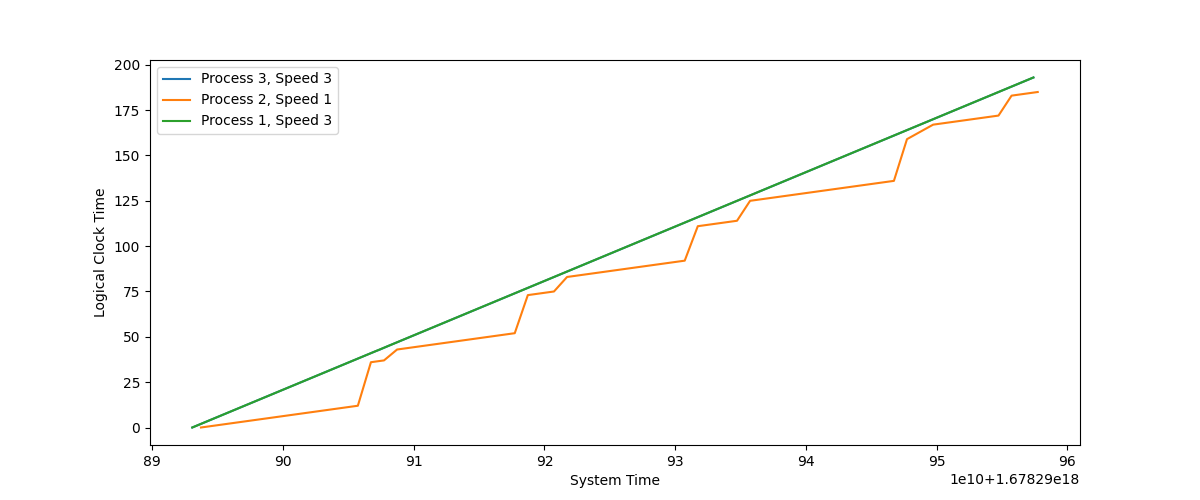 200
175
150
125
100
75
50
25
0
Logical Clock Time
Process 3, Speed 3
Process 2, Speed 1
Process 1, Speed 3
89 90 91 92 93 94 95 96
System Time
1e10+1.67829e18